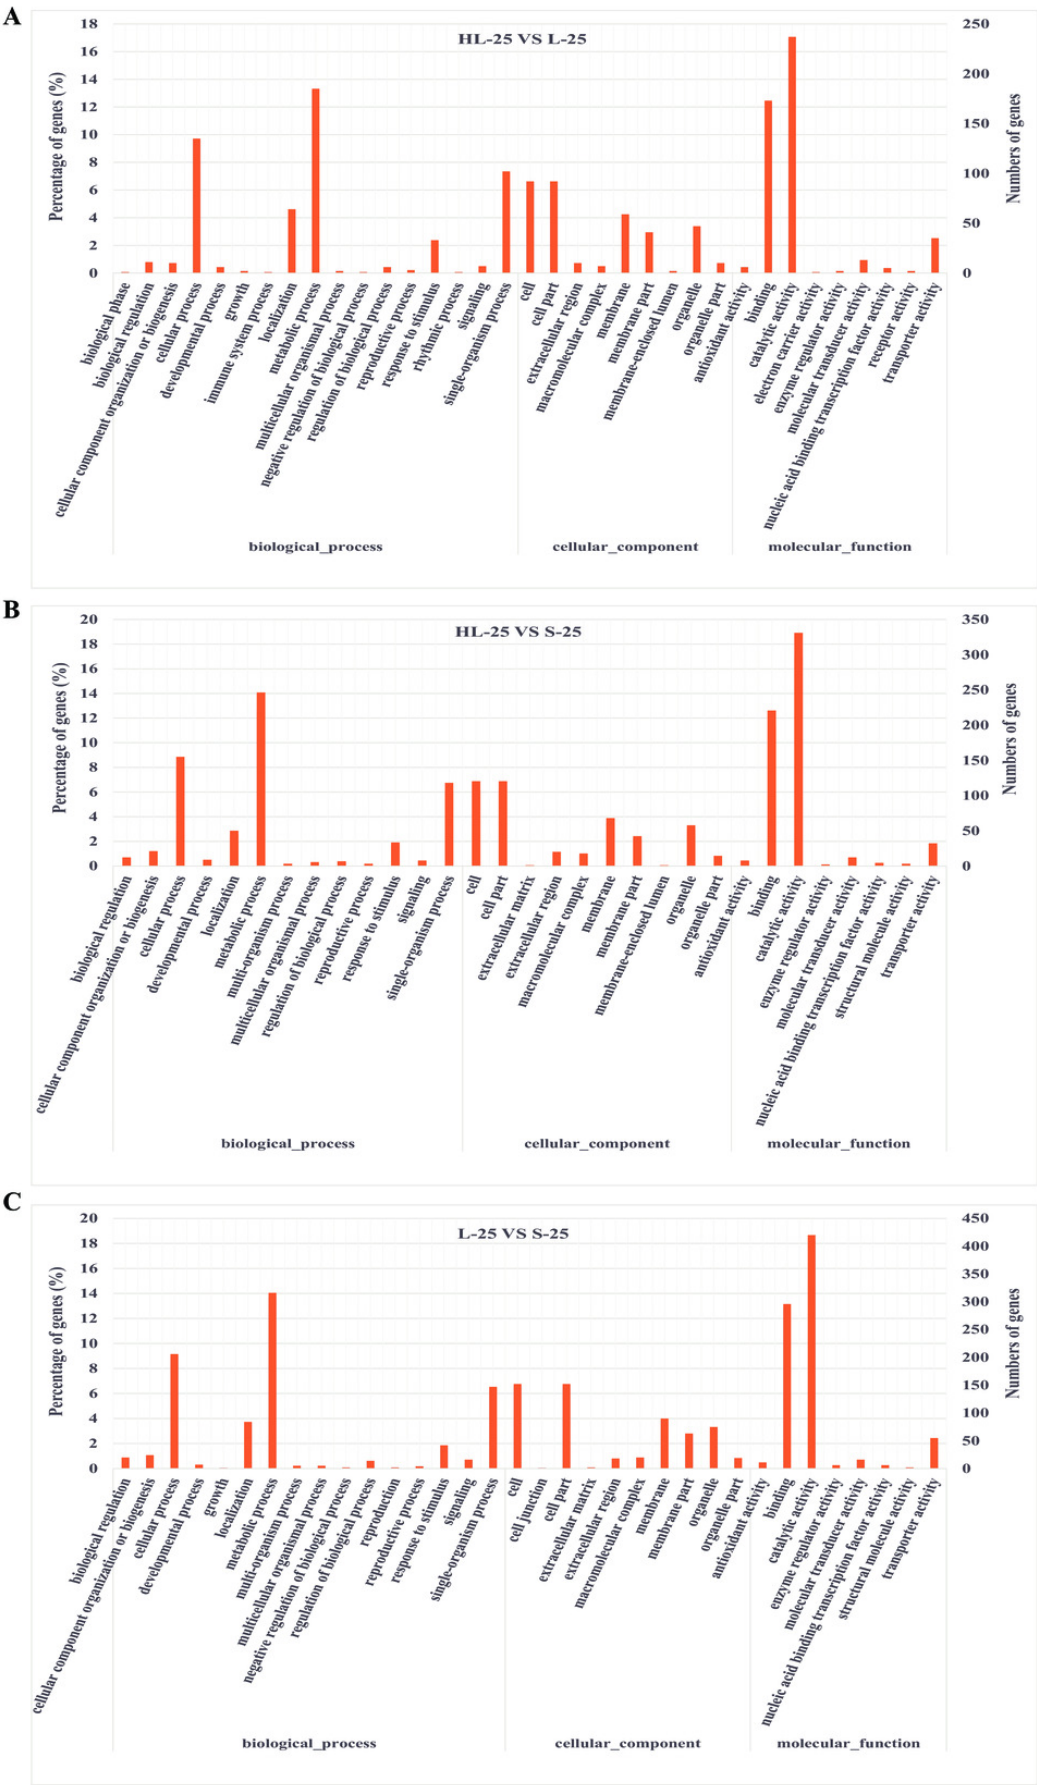 A
HL-25 VS L-25
Percentage of genes (%)
18
16
14
12
10
8
6
4
2
0
250
200
150
100
50
0
Numbers of genes
biological phase
biological regulation
cellular component organization or biogenesis
cellular process
developmental process
growth
immune system process
localization
metabolic process
multicellular organismal process
negative regulation of biological process
regulation of biological process
reproductive process
response to stimulus
rhythmic process
signaling
single-organism process
cell
cell part
extracellular region
macromolecular complex
membrane
membrane part
membrane-enclosed lumen
organelle
organelle part
antioxidant activity
binding
catalytic activity
electron carrier activity
enzyme regulator activity
molecular transducer activity
nucleic acid binding transcription factor activity
receptor activity
transporter activity
biological_process
cellular_component
molecular_function
B
HL-25 VS S-25
Percentage of genes (%)
20
18
16
14
12
10
8
6
4
2
0
350
300
250
200
150
100
50
0
Numbers of genes
biological regulation
cellular component organization or biogenesis
cellular process
developmental process
localization
metabolic process
multi-organism process
multicellular organismal process
regulation of biological process
reproductive process
response to stimulus
signaling
single-organism process
cell
cell part
extracellular matrix
extracellular region
macromolecular complex
membrane
membrane part
membrane-enclosed lumen
organelle
organelle part
antioxidant activity
binding
catalytic activity
enzyme regulator activity
molecular transducer activity
nucleic acid binding transcription factor activity
structural molecule activity
transporter activity
biological_process
cellular_component
molecular_function
C
L-25 VS S-25
Percentage of genes (%)
20
18
16
14
12
10
8
6
4
2
0
450
400
350
300
250
200
150
100
50
0
Numbers of genes
biological regulation
cellular component organization or biogenesis
cellular process
developmental process
growth
localization
metabolic process
multi-organism process
multicellular organismal process
negative regulation of biological process
regulation of biological process
reproduction
reproductive process
response to stimulus
signaling
single-organism process
cell
cell junction
cell part
extracellular matrix
extracellular region
macromolecular complex
membrane
membrane part
organelle
organelle part
antioxidant activity
binding
catalytic activity
enzyme regulator activity
molecular transducer activity
nucleic acid binding transcription factor activity
structural molecule activity
transporter activity
biological_process
cellular_component
molecular_function